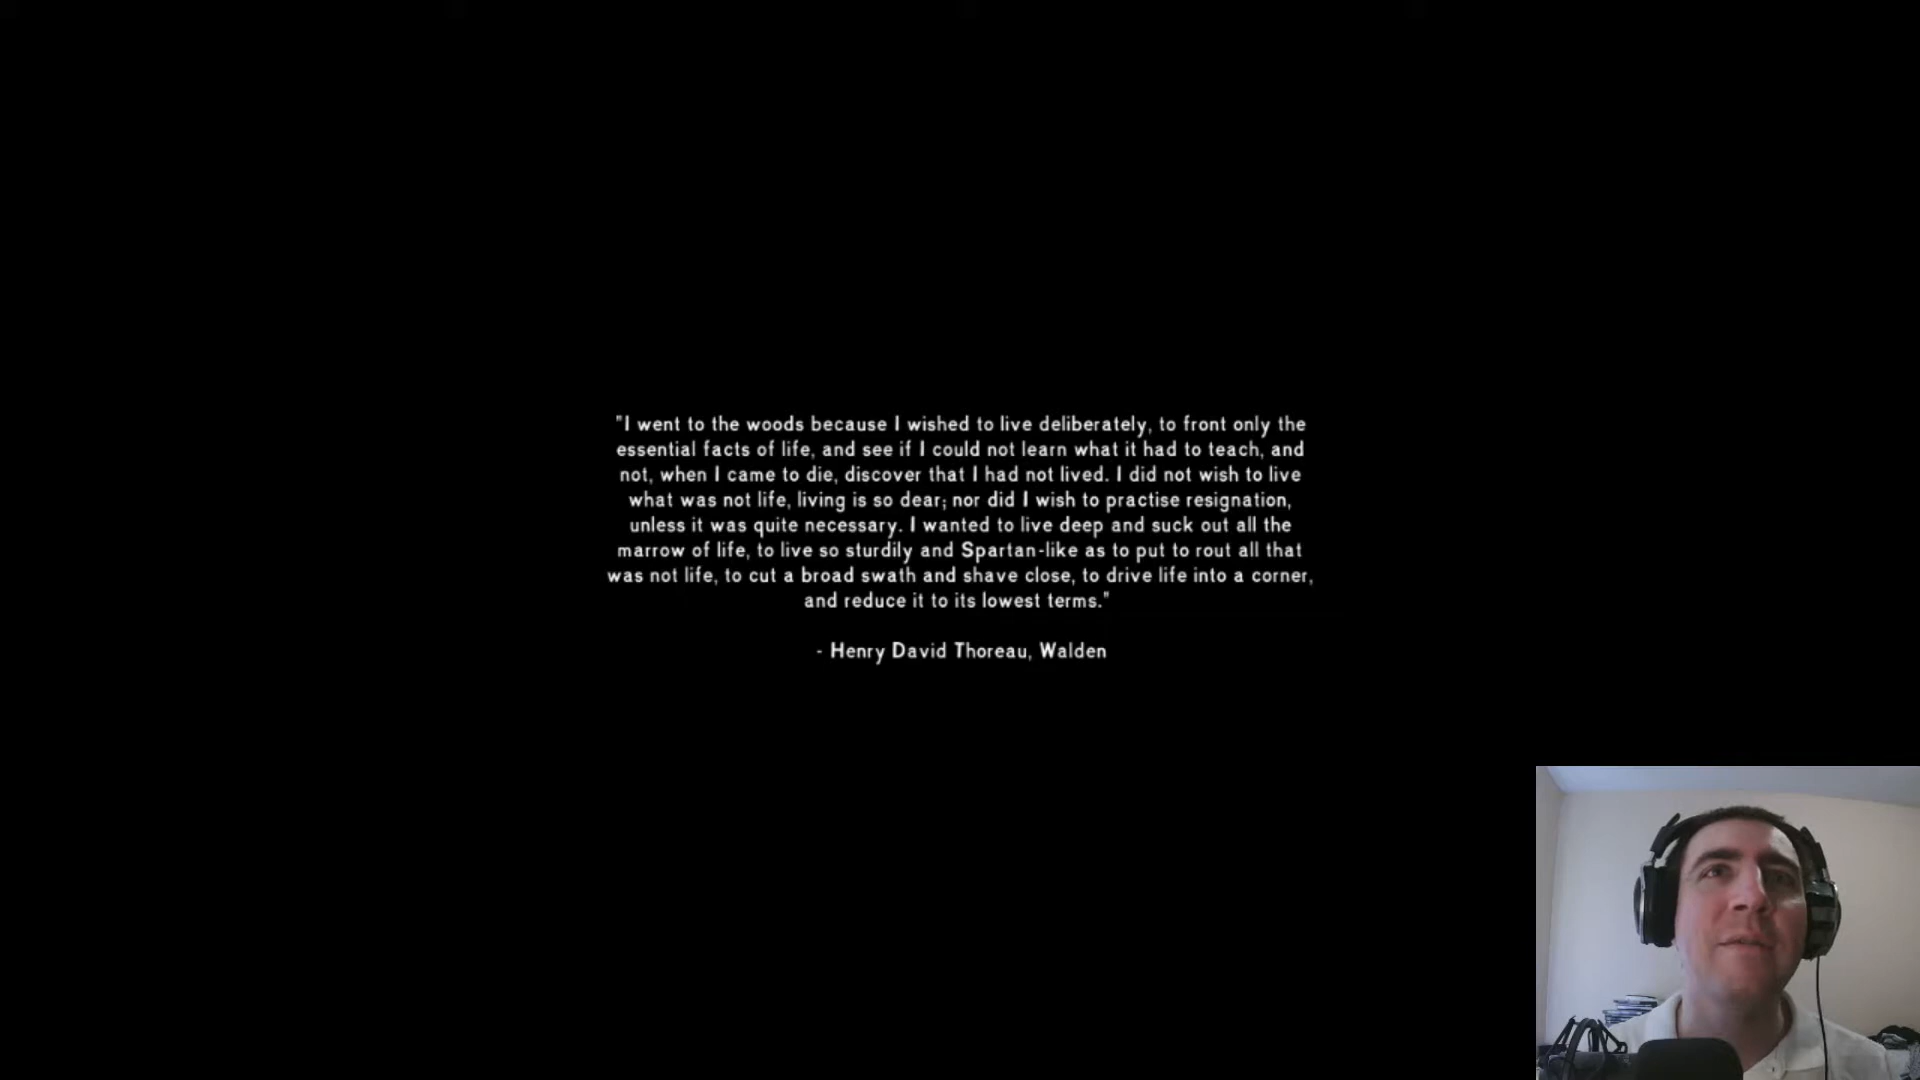 "I went to the woods because I wished to live deliberately, to front only the
essential facts of life, and see if I could not learn what it had to teach, and
not, when I came to die, discover that I had not lived. I did not wish to live
what was not life, living is so dear; nor did I wish to practise resignation,
unless it was quite necessary. I wanted to live deep and suck out all the
marrow of life, to live so sturdily and Spartan-like as to put to rout all that
was not life, to cut a broad swath and shave close, to drive life into a corner,
and reduce it to its lowest terms."
- Henry David Thoreau, Walden